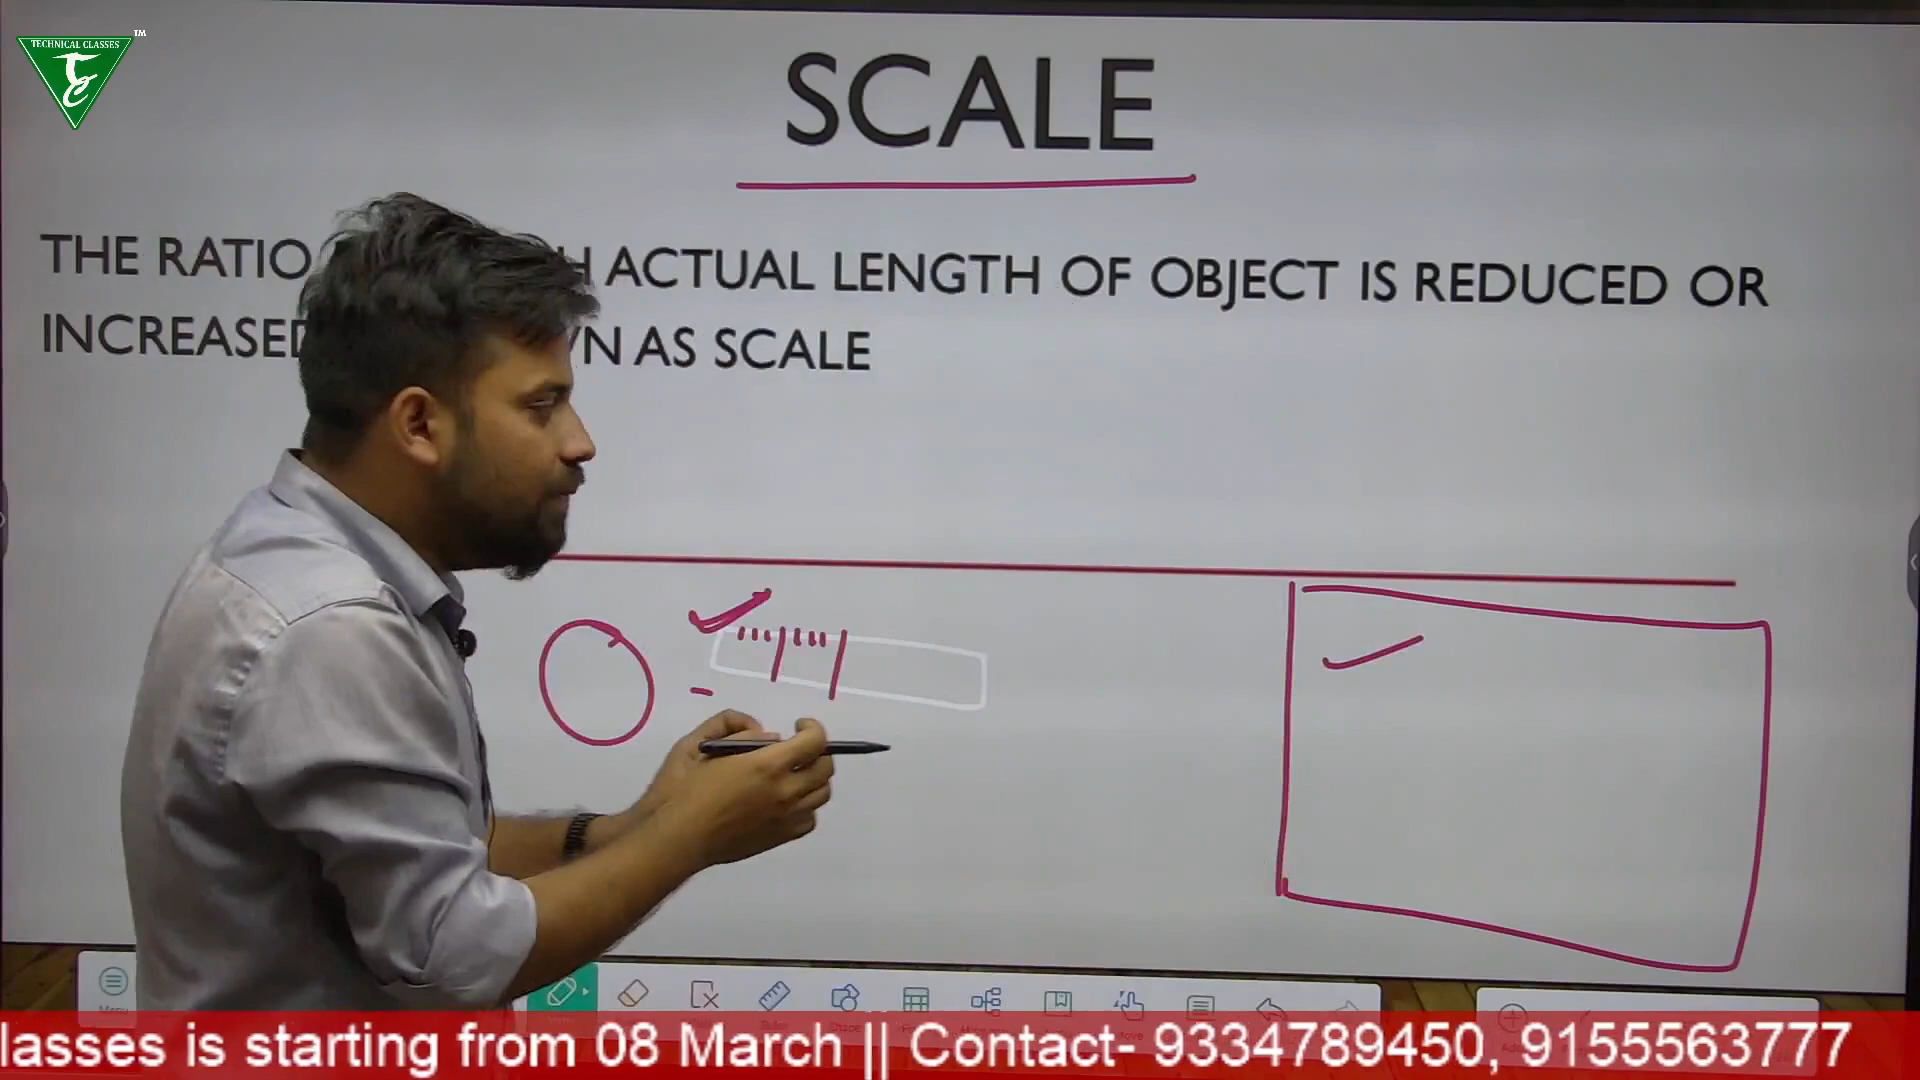 TECHNICAL CLASSES
TM
SCALE
THE RATIO ACTUAL LENGTH OF OBJECT IS REDUCED OR
INCREASED AS SCALE
lasses is starting from 08 March || Contact- 9334789450, 9155563777